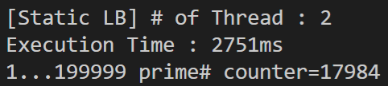 [Static LB] # of Thread : 2
Execution Time : 2751ms
1...199999 prime# counter=17984